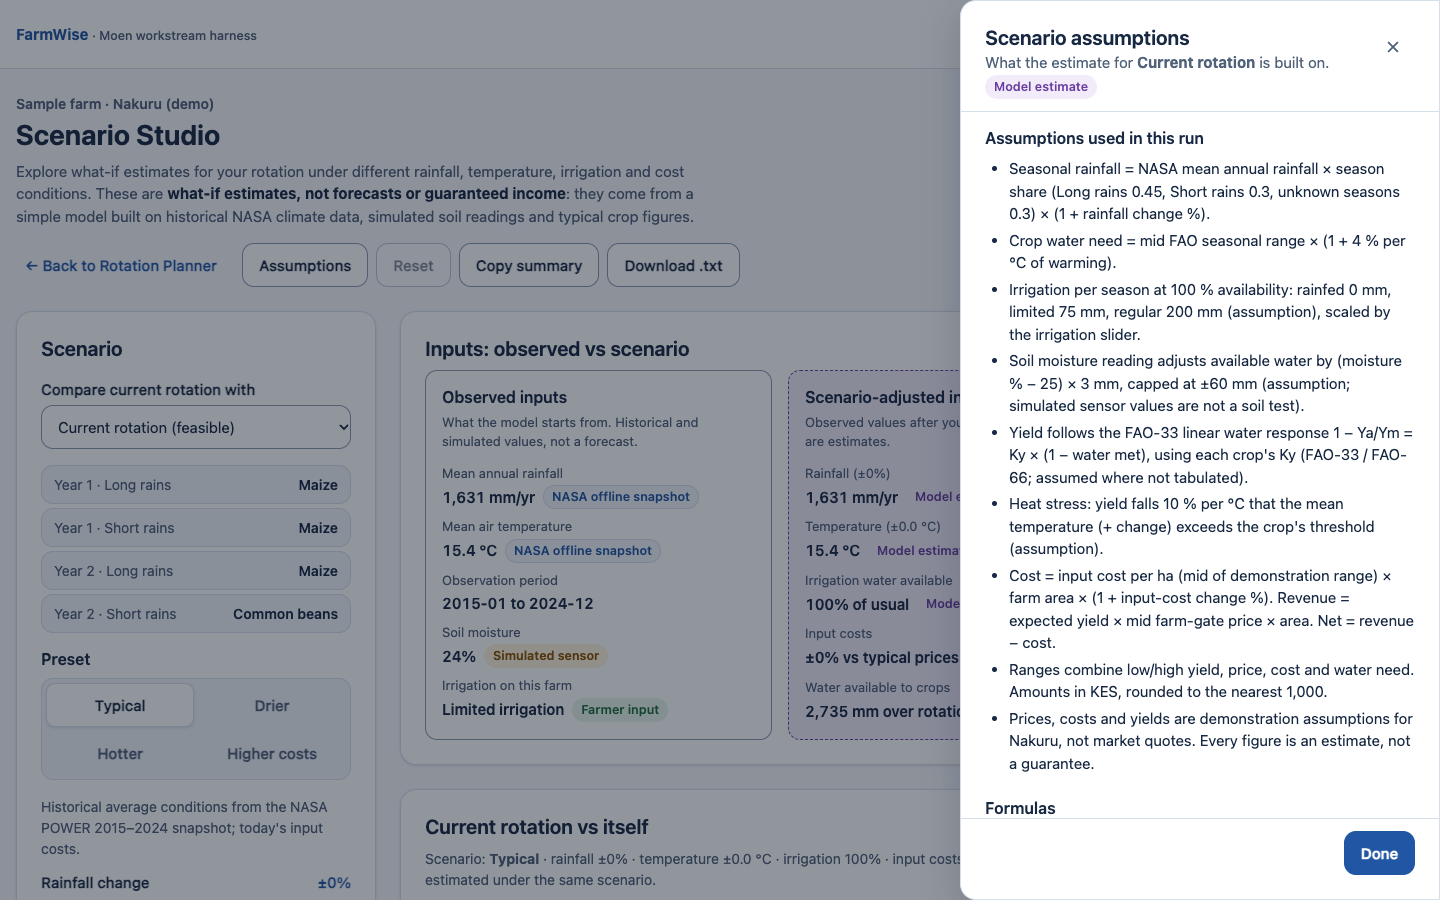 FarmWise · Moen workstream harness
Sample farm · Nakuru (demo)
Scenario Studio
Explore what-if estimates for your rotation under different rainfall, temperature, irrigation and cost
conditions. These are what-if estimates, not forecasts or guaranteed income: they come from a
simple model built on historical NASA climate data, simulated soil readings and typical crop figures.
← Back to Rotation Planner
Assumptions
Reset
Copy summary
Download .txt
Scenario
Compare current rotation with
Current rotation (feasible)
Year 1 · Long rains Maize
Year 1 · Short rains Maize
Year 2 · Long rains Maize
Year 2 · Short rains Common beans
Preset
Typical Drier
Hotter Higher costs
Historical average conditions from the NASA
POWER 2015–2024 snapshot; today's input
costs.
Rainfall change ±0%
Inputs: observed vs scenario
Observed inputs
What the model starts from. Historical and
simulated values, not a forecast.
Mean annual rainfall
1,631 mm/yr NASA offline snapshot
Mean air temperature
15.4 °C NASA offline snapshot
Observation period
2015-01 to 2024-12
Soil moisture
24% Simulated sensor
Irrigation on this farm
Limited irrigation Farmer input
Scenario-adjusted in
Observed values after you
are estimates.
Rainfall (±0%)
1,631 mm/yr Model e
Temperature (±0.0 °C)
15.4 °C Model estima
Irrigation water available
100% of usual Mode
Input costs
±0% vs typical prices
Water available to crops
2,735 mm over rotatio
Current rotation vs itself
Scenario: Typical · rainfall ±0% · temperature ±0.0 °C · irrigation 100% · input costs
estimated under the same scenario.
Scenario assumptions
What the estimate for Current rotation is built on.
Model estimate
×
Assumptions used in this run
• Seasonal rainfall = NASA mean annual rainfall × season
share (Long rains 0.45, Short rains 0.3, unknown seasons
0.3) × (1 + rainfall change %).
• Crop water need = mid FAO seasonal range × (1 + 4 % per
°C of warming).
• Irrigation per season at 100 % availability: rainfed 0 mm,
limited 75 mm, regular 200 mm (assumption), scaled by
the irrigation slider.
• Soil moisture reading adjusts available water by (moisture
% − 25) × 3 mm, capped at ±60 mm (assumption;
simulated sensor values are not a soil test).
• Yield follows the FAO-33 linear water response 1 − Ya/Ym =
Ky × (1 − water met), using each crop's Ky (FAO-33 / FAO-
66; assumed where not tabulated).
• Heat stress: yield falls 10 % per °C that the mean
temperature (+ change) exceeds the crop's threshold
(assumption).
• Cost = input cost per ha (mid of demonstration range) ×
farm area × (1 + input-cost change %). Revenue =
expected yield × mid farm-gate price × area. Net = revenue
− cost.
• Ranges combine low/high yield, price, cost and water need.
Amounts in KES, rounded to the nearest 1,000.
• Prices, costs and yields are demonstration assumptions for
Nakuru, not market quotes. Every figure is an estimate, not
a guarantee.
Formulas
Done